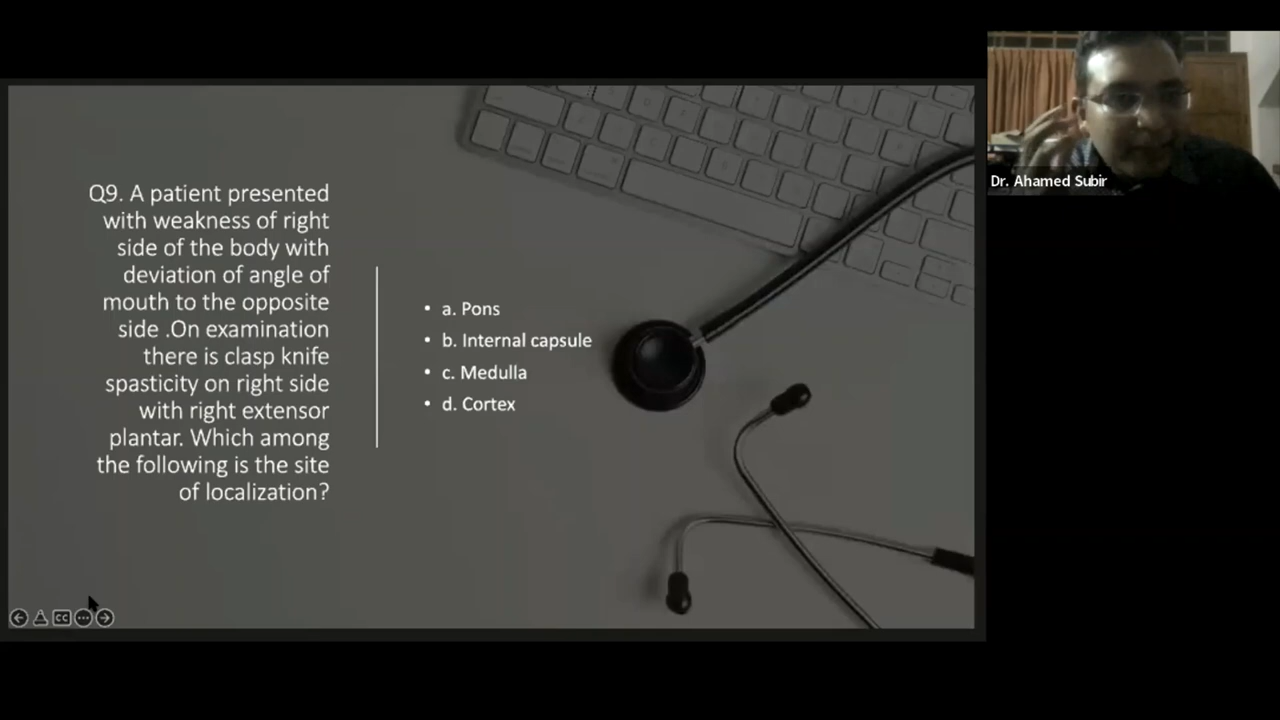 Q9. A patient presented
with weakness of right
side of the body with
deviation of angle of
mouth to the opposite
side .On examination
there is clasp knife
spasticity on right side
with right extensor
plantar. Which among
the following is the site
of localization?
• a. Pons
• b. Internal capsule
• c. Medulla
• d. Cortex
Dr. Ahamed Subir
CC